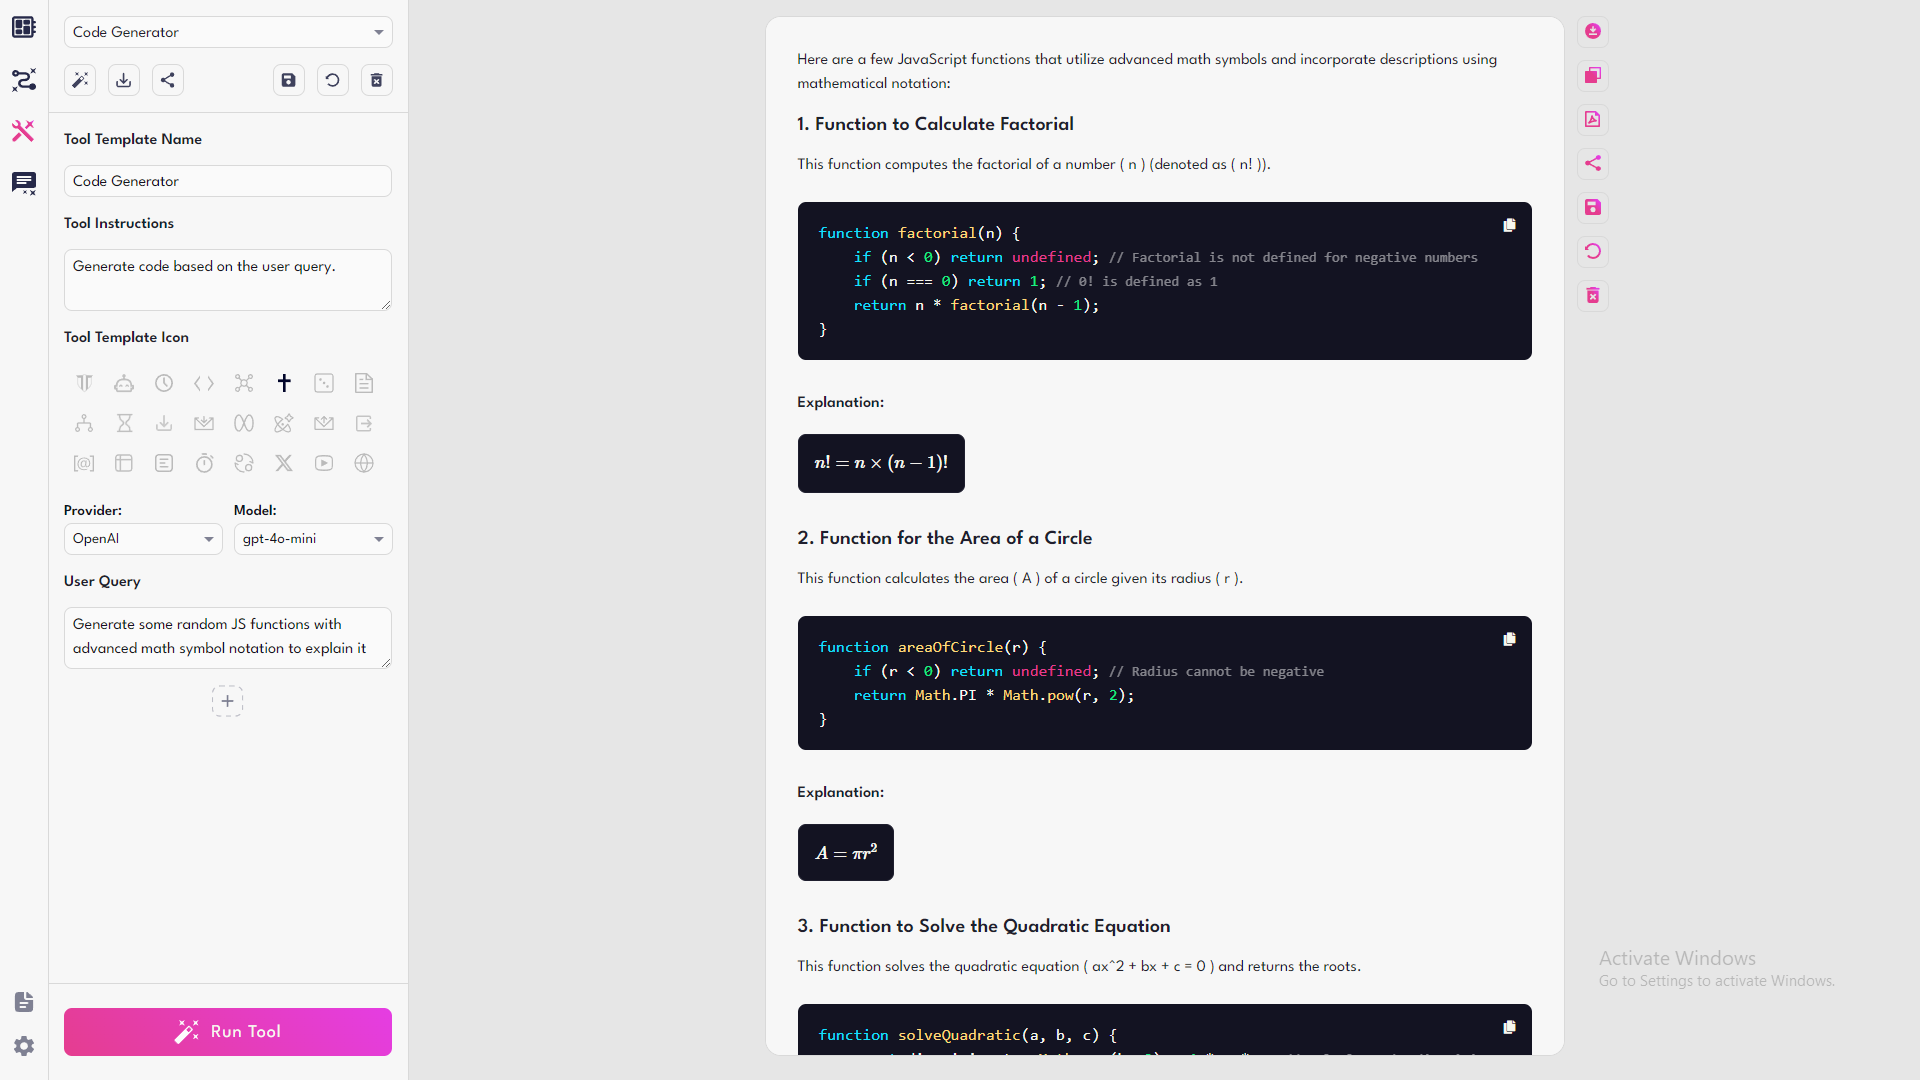 Code Generator
Tool Template Name
Code Generator
Tool Instructions
Generate code based on the user query.
Tool Template Icon
Provider:
Model:
OpenAI
gpt-4o-mini
User Query
Generate some random JS functions with
advanced math symbol notation to explain it
Run Tool
Here are a few JavaScript functions that utilize advanced math symbols and incorporate descriptions using
mathematical notation:
1. Function to Calculate Factorial
This function computes the factorial of a number ( n ) (denoted as ( n! )).
function factorial(n) {
    if (n < 0) return undefined; // Factorial is not defined for negative numbers
    if (n === 0) return 1; // 0! is defined as 1
    return n * factorial(n - 1);
}
Explanation:
n! = n × (n − 1)!
2. Function for the Area of a Circle
This function calculates the area ( A ) of a circle given its radius ( r ).
function areaOfCircle(r) {
    if (r < 0) return undefined; // Radius cannot be negative
    return Math.PI * Math.pow(r, 2);
}
Explanation:
A = πr²
3. Function to Solve the Quadratic Equation
This function solves the quadratic equation ( ax^2 + bx + c = 0 ) and returns the roots.
function solveQuadratic(a, b, c) {
Activate Windows
Go to Settings to activate Windows.